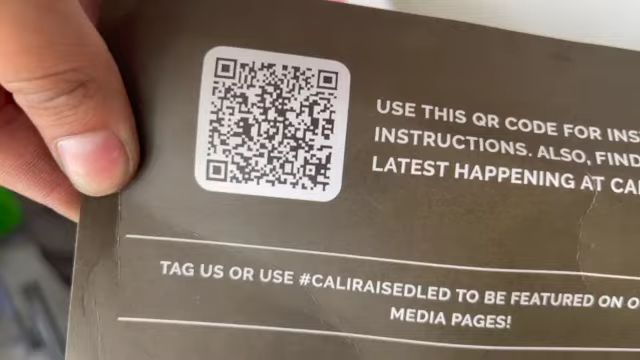 USE THIS QR CODE FOR INS
INSTRUCTIONS. ALSO, FIND
LATEST HAPPENING AT CA
TAG US OR USE #CALIRAISEDLED TO BE FEATURED ON O
MEDIA PAGES!